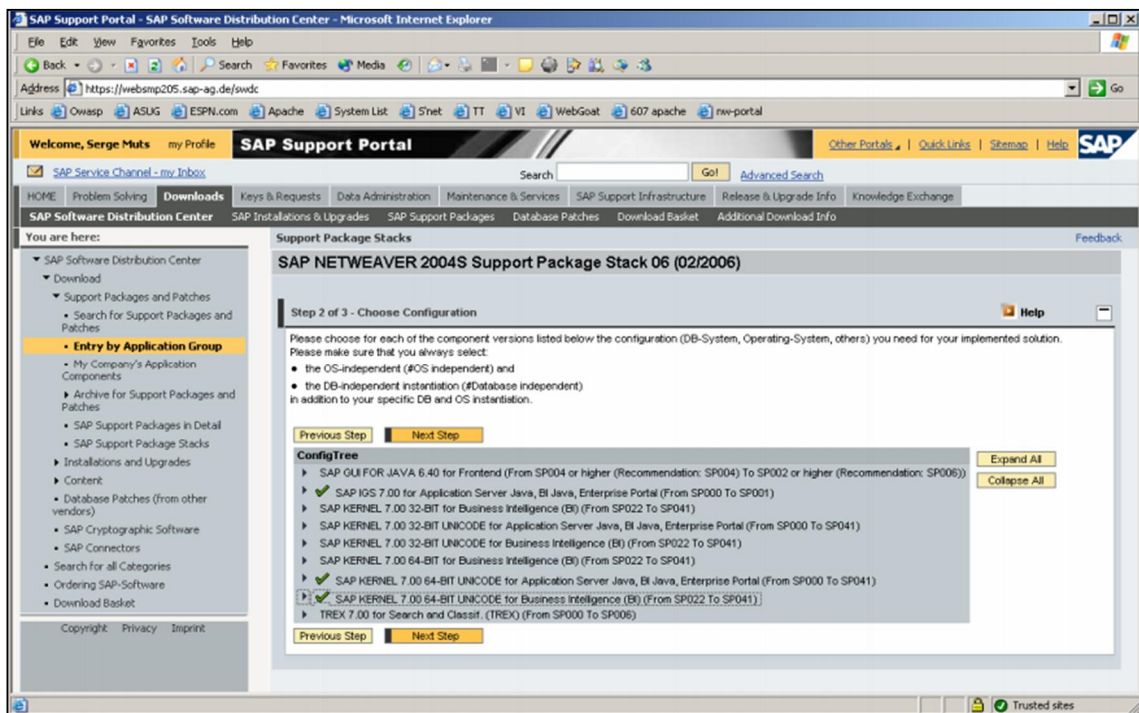 SAP Support Portal - SAP Software Distribution Center - Microsoft Internet Explorer
File Edit View Favorites Tools Help
Back Search Favorites Media
Address https://websmp205.sap-ag.de/swdc Go
Links Owasp ASUG ESPN.com Apache System List S'net TT VI WebGoat 607 apache nw-portal
Welcome, Serge Muts my Profile SAP Support Portal Other Portals | Quick Links | Sitemap | Help SAP
SAP Service Channel - my Inbox Search Go! Advanced Search
HOME Problem Solving Downloads Keys & Requests Data Administration Maintenance & Services SAP Support Infrastructure Release & Upgrade Info Knowledge Exchange
SAP Software Distribution Center SAP Installations & Upgrades SAP Support Packages Database Patches Download Basket Additional Download Info
You are here:
SAP Software Distribution Center
Download
Support Packages and Patches
Search for Support Packages and
Patches
Entry by Application Group
My Company's Application
Components
Archive for Support Packages and
Patches
SAP Support Packages in Detail
SAP Support Package Stacks
Installations and Upgrades
Content
Database Patches (from other
vendors)
SAP Cryptographic Software
SAP Connectors
Search for all Categories
Ordering SAP-Software
Download Basket
Copyright Privacy Imprint
Support Package Stacks Feedback
SAP NETWEAVER 2004S Support Package Stack 06 (02/2006)
Step 2 of 3 - Choose Configuration Help
Please choose for each of the component versions listed below the configuration (DB-System, Operating-System, others) you need for your implemented solution.
Please make sure that you always select:
• the OS-independent (#OS independent) and
• the DB-independent instantiation (#Database independent)
in addition to your specific DB and OS instantiation.
Previous Step Next Step
ConfigTree Expand All
SAP GUI FOR JAVA 6.40 for Frontend (From SP004 or higher (Recommendation: SP004) To SP002 or higher (Recommendation: SP006))
Collapse All
SAP IGS 7.00 for Application Server Java, BI Java, Enterprise Portal (From SP000 To SP001)
SAP KERNEL 7.00 32-BIT for Business Intelligence (BI) (From SP022 To SP041)
SAP KERNEL 7.00 32-BIT UNICODE for Application Server Java, BI Java, Enterprise Portal (From SP000 To SP041)
SAP KERNEL 7.00 32-BIT UNICODE for Business Intelligence (BI) (From SP022 To SP041)
SAP KERNEL 7.00 64-BIT for Business Intelligence (BI) (From SP022 To SP041)
SAP KERNEL 7.00 64-BIT UNICODE for Application Server Java, BI Java, Enterprise Portal (From SP000 To SP041)
SAP KERNEL 7.00 64-BIT UNICODE for Business Intelligence (BI) (From SP022 To SP041)
TREX 7.00 for Search and Classif. (TREX) (From SP000 To SP006)
Previous Step Next Step
Trusted sites